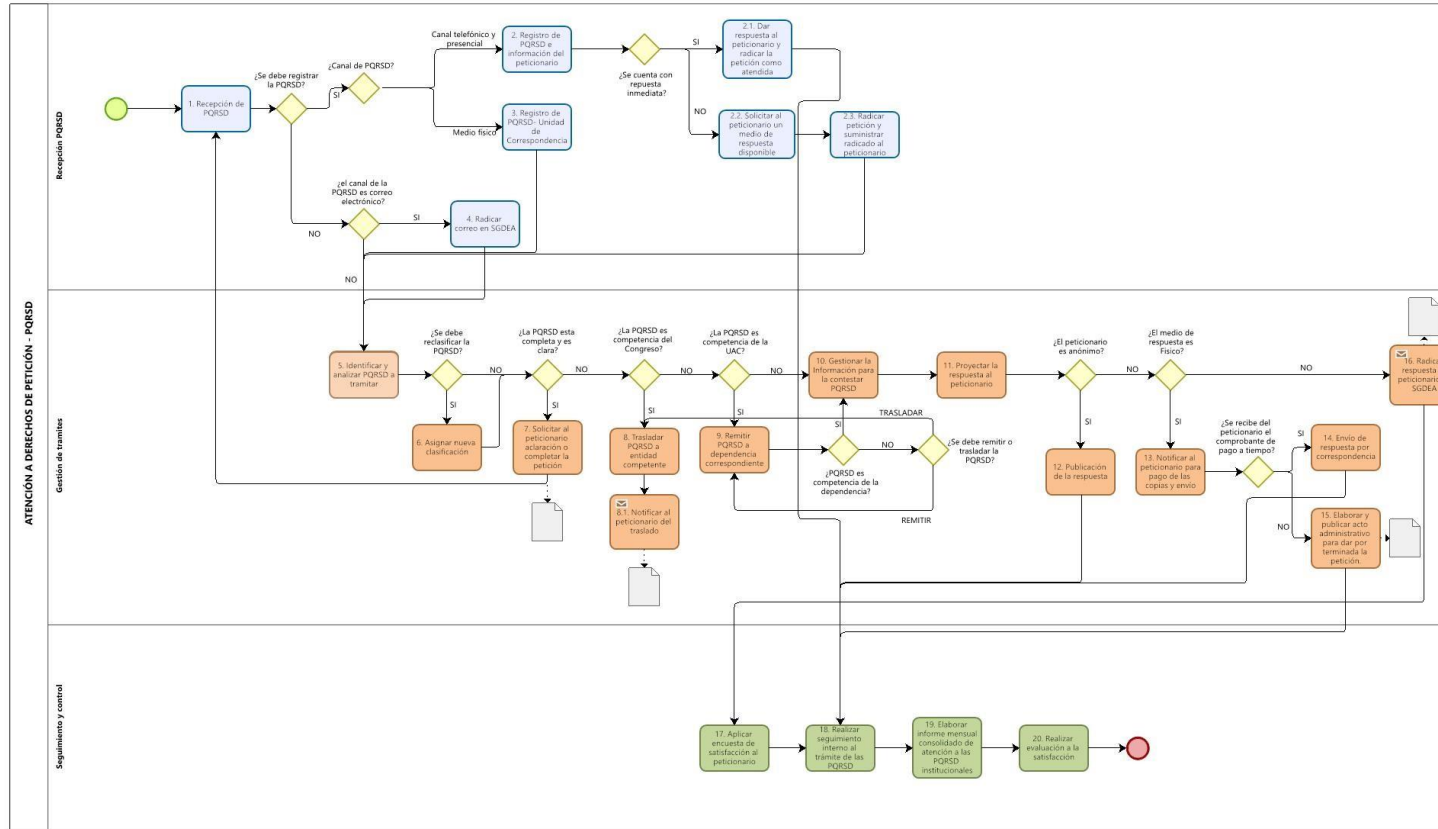 ATENCIÓN A DERECHOS DE PETICIÓN - PQRSD
Recepción PQRSD
1. Recepción de
PQRSD
¿Se debe registrar
la PQRSD?
SI
NO
¿Canal de PQRSD?
Canal telefónico y
presencial
Medio físico
2. Registro de
PQRSD e
información del
peticionario
3. Registro de
PQRSD- Unidad
de
Correspondencia
¿Se cuenta con
repuesta
inmediata?
SI
NO
2.1. Dar
respuesta al
peticionario y
radicar la
petición como
atendida
2.2. Solicitar al
peticionario un
medio de
respuesta
disponible
2.3. Radicar
petición y
suministrar
radicado al
peticionario
¿el canal de la
PQRSD es correo
electrónico?
SI
NO
4. Radicar
correo en SGDEA
Gestión de tramites
5. Identificar y
analizar PQRSD a
tramitar
¿Se debe
reclasificar la
PQRSD?
NO
SI
6. Asignar nueva
clasificación
¿La PQRSD esta
completa y es
clara?
NO
SI
7. Solicitar al
peticionario
aclaración o
completar la
petición
¿La PQRSD es
competencia del
Congreso?
NO
SI
8. Trasladar
PQRSD a
entidad
competente
8.1. Notificar al
peticionario del
traslado
¿La PQRSD es
competencia de la
UAC?
NO
SI
9. Remitir
PQRSD a
dependencia
correspondiente
10. Gestionar la
Información para
la contestar
PQRSD
SI
¿PQRSD es
competencia de la
dependencia?
NO
TRASLADAR
¿Se debe remitir o
trasladar la
PQRSD?
REMITIR
11. Proyectar la
respuesta al
peticionario
¿El peticionario
es anónimo?
NO
SI
12. Publicación
de la respuesta
¿El medio de
respuesta es
Fisico?
NO
SI
13. Notificar al
peticionario para
pago de las
copias y envío
¿Se recibe del
peticionario el
comprobante de
pago a tiempo?
SI
NO
14. Envío de
respuesta por
correspondencia
15. Elaborar y
publicar acto
administrativo
para dar por
terminada la
petición.
16. Radica
respuesta
peticionario
SGDEA
Seguimiento y control
17. Aplicar
encuesta de
satisfacción al
peticionario
18. Realizar
seguimiento
interno al
trámite de las
PQRSD
19. Elaborar
informe mensual
consolidado de
atención a las
PQRSD
institucionales
20. Realizar
evaluación a la
satisfacción